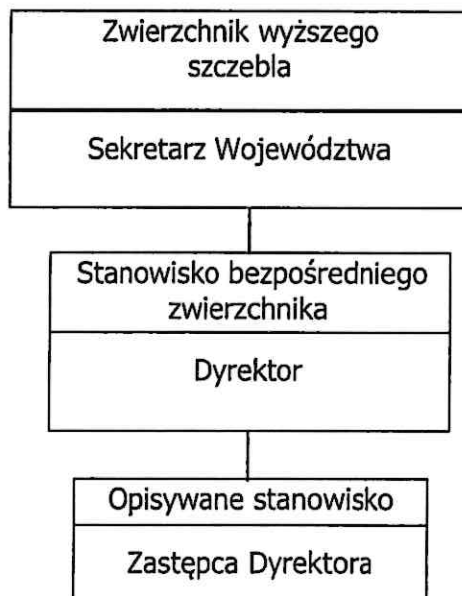 Zwierzchnik wyższego
szczebla
Sekretarz Województwa
Stanowisko bezpośredniego
zwierzchnika
Dyrektor
Opisywane stanowisko
Zastępca Dyrektora